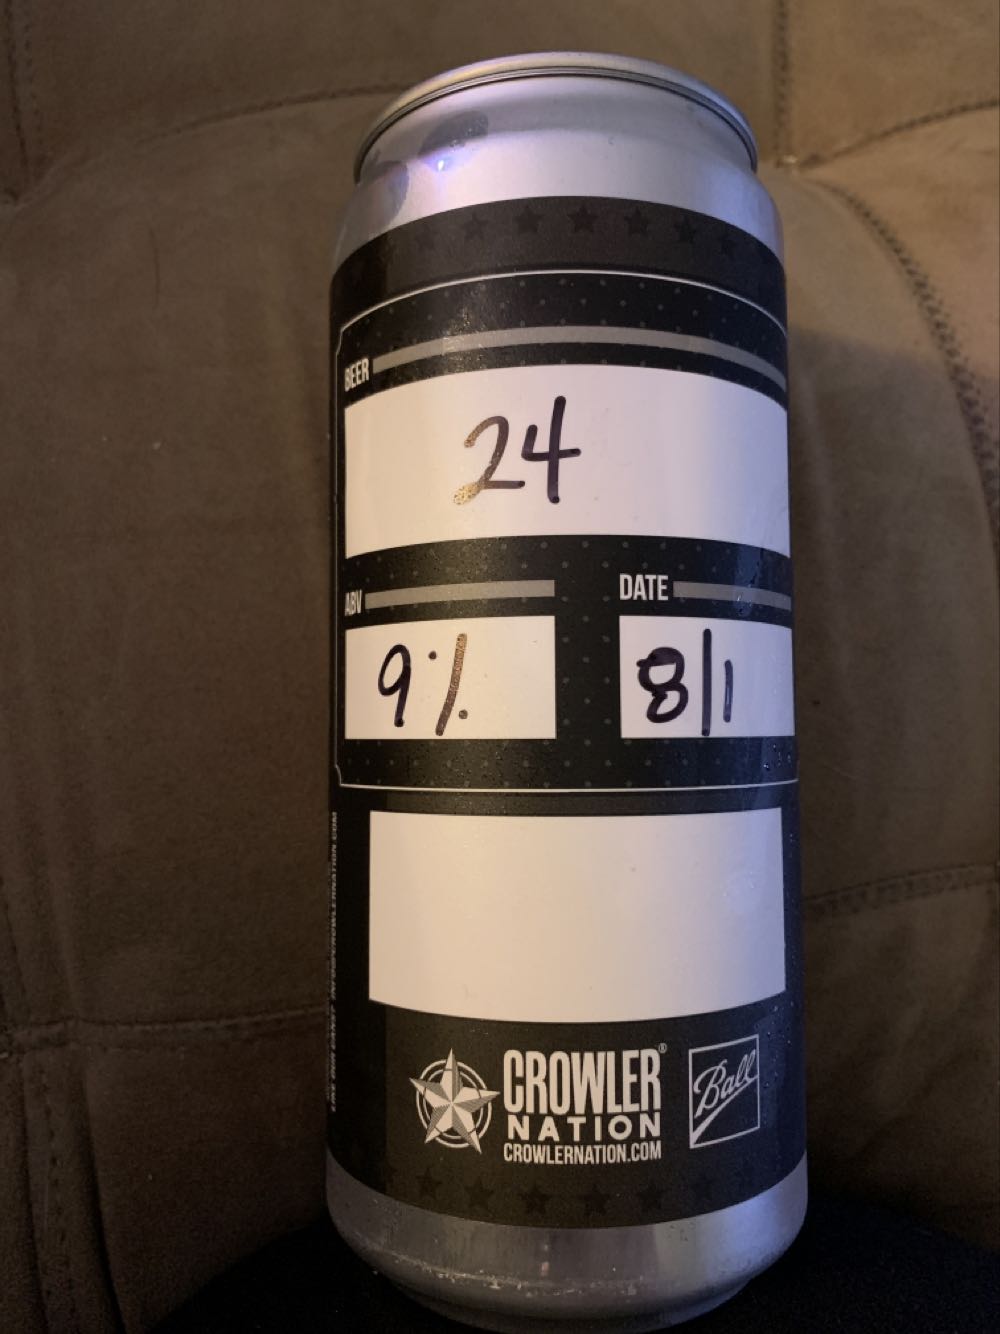 BEER
24
ABV
DATE
9%
8/1
CROWLER®
NATION
CROWLERNATION.COM
Ball